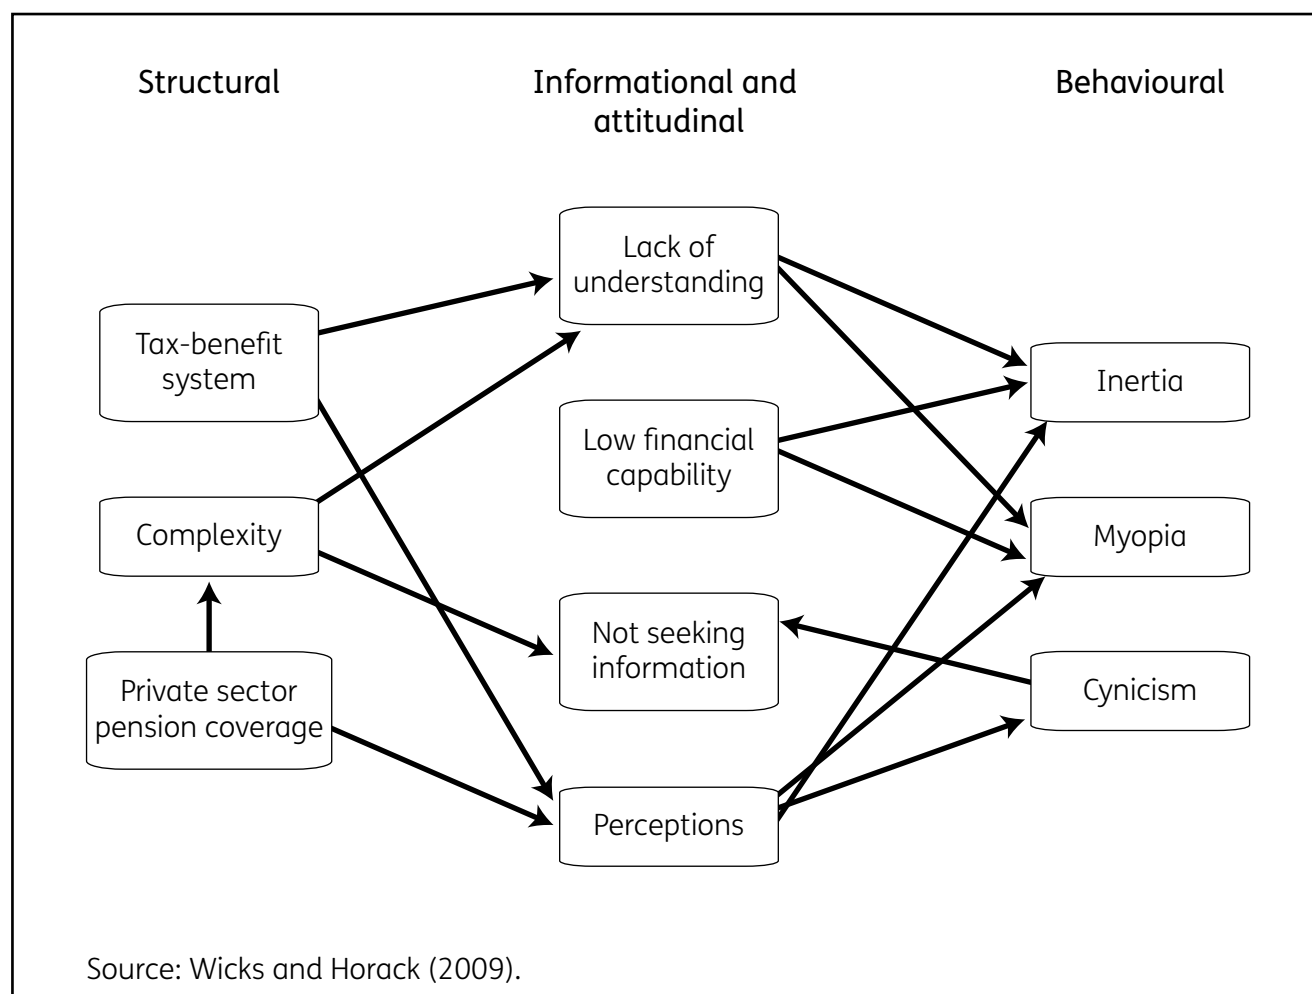 Structural
Informational and
attitudinal
Behavioural
Lack of
understanding
Tax-benefit
system
Inertia
Low financial
capability
Complexity
Myopia
Not seeking
information
Private sector
pension coverage
Cynicism
Perceptions
Source: Wicks and Horack (2009).